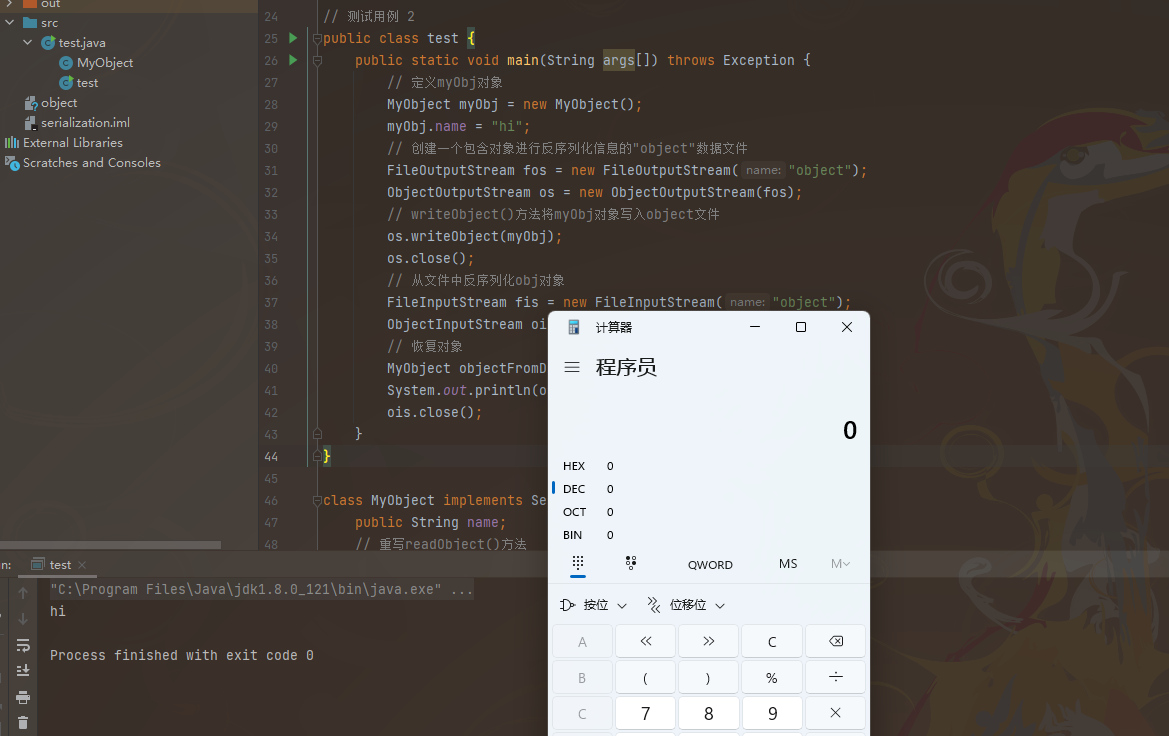 out
src
test.java
MyObject
test
object
serialization.iml
External Libraries
Scratches and Consoles
24 // 测试用例 2
25 public class test {
26 public static void main(String args[]) throws Exception {
27 // 定义myObj对象
28 MyObject myObj = new MyObject();
29 myObj.name = "hi";
30 // 创建一个包含对象进行反序列化信息的"object"数据文件
31 FileOutputStream fos = new FileOutputStream( name: "object");
32 ObjectOutputStream os = new ObjectOutputStream(fos);
33 // writeObject()方法将myObj对象写入object文件
34 os.writeObject(myObj);
35 os.close();
36 // 从文件中反序列化obj对象
37 FileInputStream fis = new FileInputStream( name: "object");
38 ObjectInputStream oi
39 // 恢复对象
40 MyObject objectFromD
41 System.out.println(o
42 ois.close();
43 }
44 }
45
46 class MyObject implements Se
47 public String name;
48 // 重写readObject()方法
计算器
程序员
0
HEX 0
DEC 0
OCT 0
BIN 0
QWORD MS M
按位 位移位
A « » C
B ( ) % ÷
C 7 8 9 ×
n: test
"C:\Program Files\Java\jdk1.8.0_121\bin\java.exe" ...
hi
Process finished with exit code 0